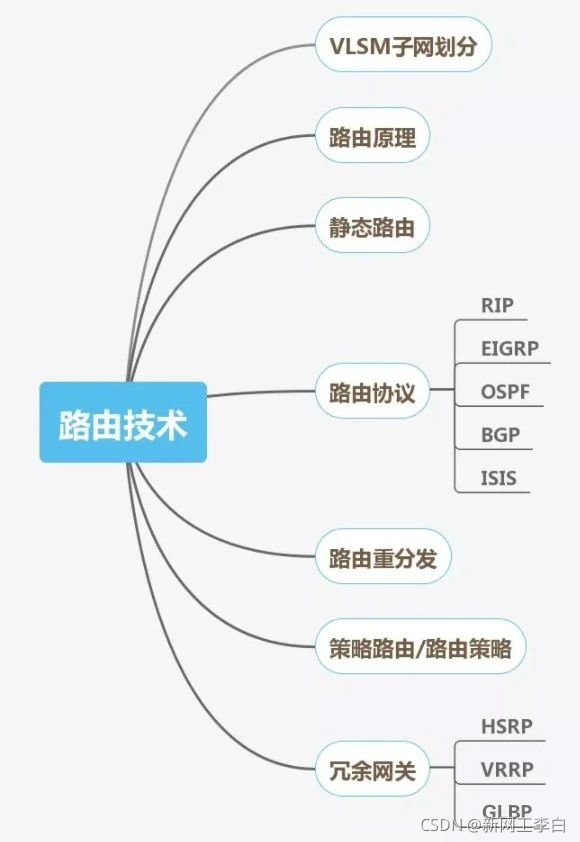 VLSM子网划分
路由原理
静态路由
路由技术
路由协议
RIP
EIGRP
OSPF
BGP
ISIS
路由重分发
策略路由/路由策略
冗余网关
HSRP
VRRP
GLBP
CSDN @新网工李白